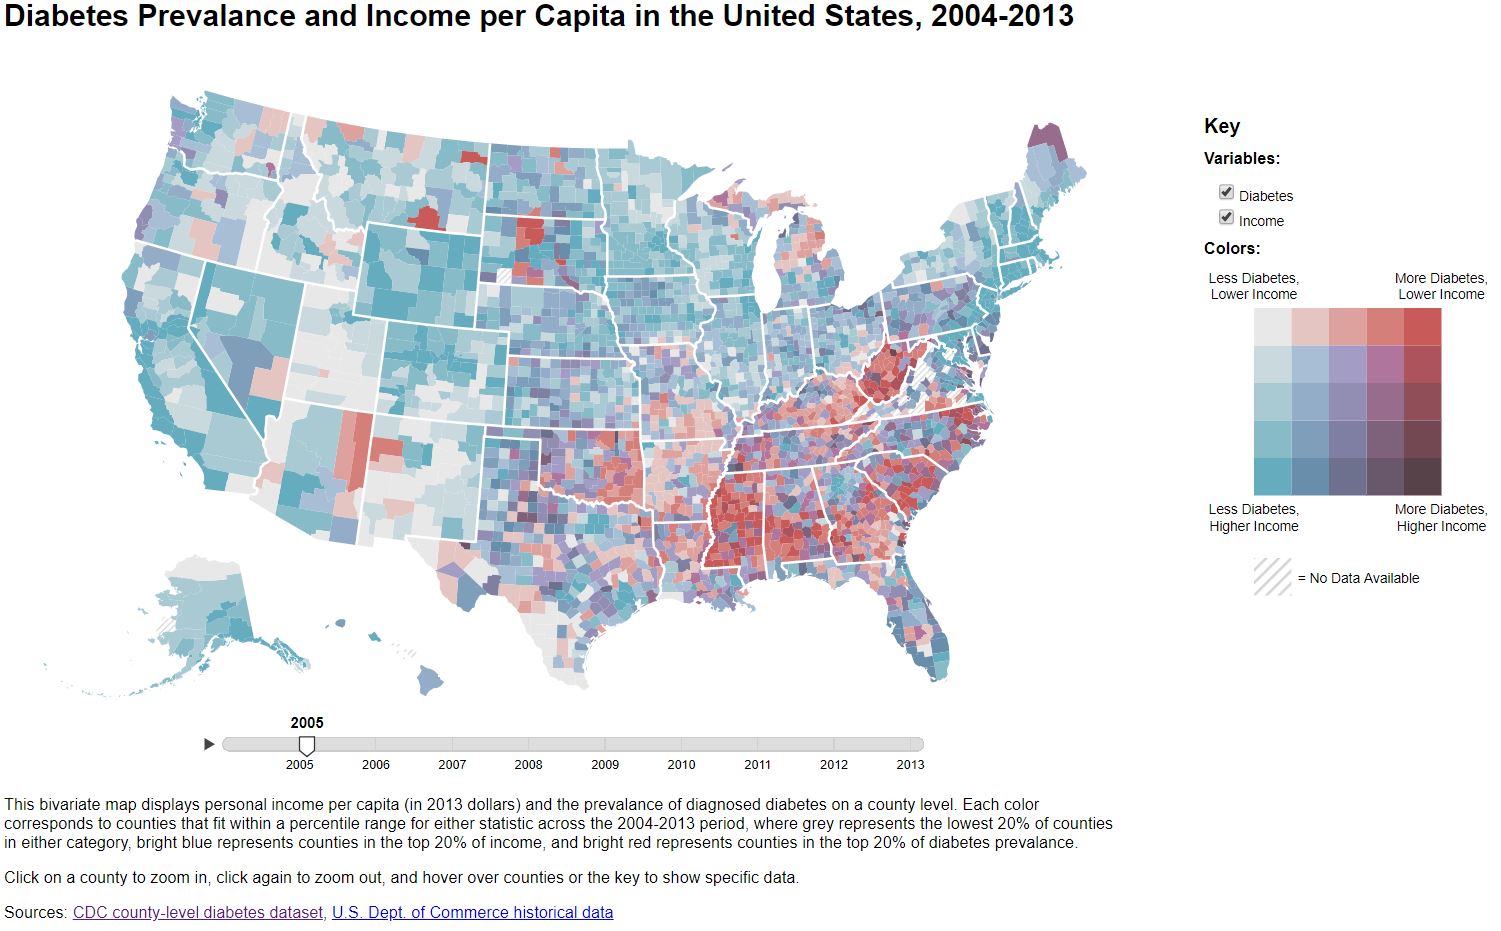 Diabetes Prevalance and Income per Capita in the United States, 2004-2013
Key
Variables:
Diabetes
Income
Colors:
Less Diabetes,
Lower Income
More Diabetes,
Lower Income
Less Diabetes,
Higher Income
More Diabetes,
Higher Income
= No Data Available
2005
2005 2006 2007 2008 2009 2010 2011 2012 2013
This bivariate map displays personal income per capita (in 2013 dollars) and the prevalance of diagnosed diabetes on a county level. Each color
corresponds to counties that fit within a percentile range for either statistic across the 2004-2013 period, where grey represents the lowest 20% of counties
in either category, bright blue represents counties in the top 20% of income, and bright red represents counties in the top 20% of diabetes prevalance.
Click on a county to zoom in, click again to zoom out, and hover over counties or the key to show specific data.
Sources: CDC county-level diabetes dataset, U.S. Dept. of Commerce historical data